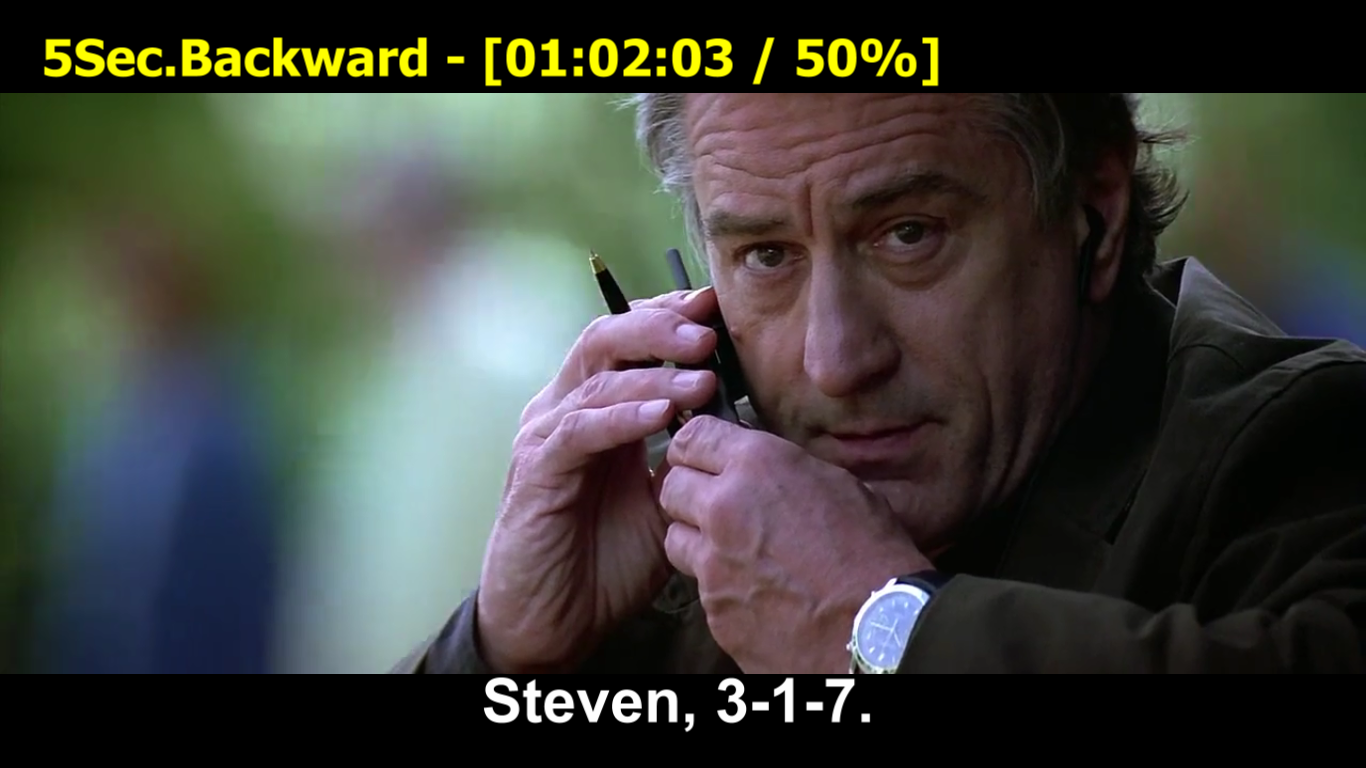 5Sec.Backward - [01:02:03 / 50%]
Steven, 3-1-7.